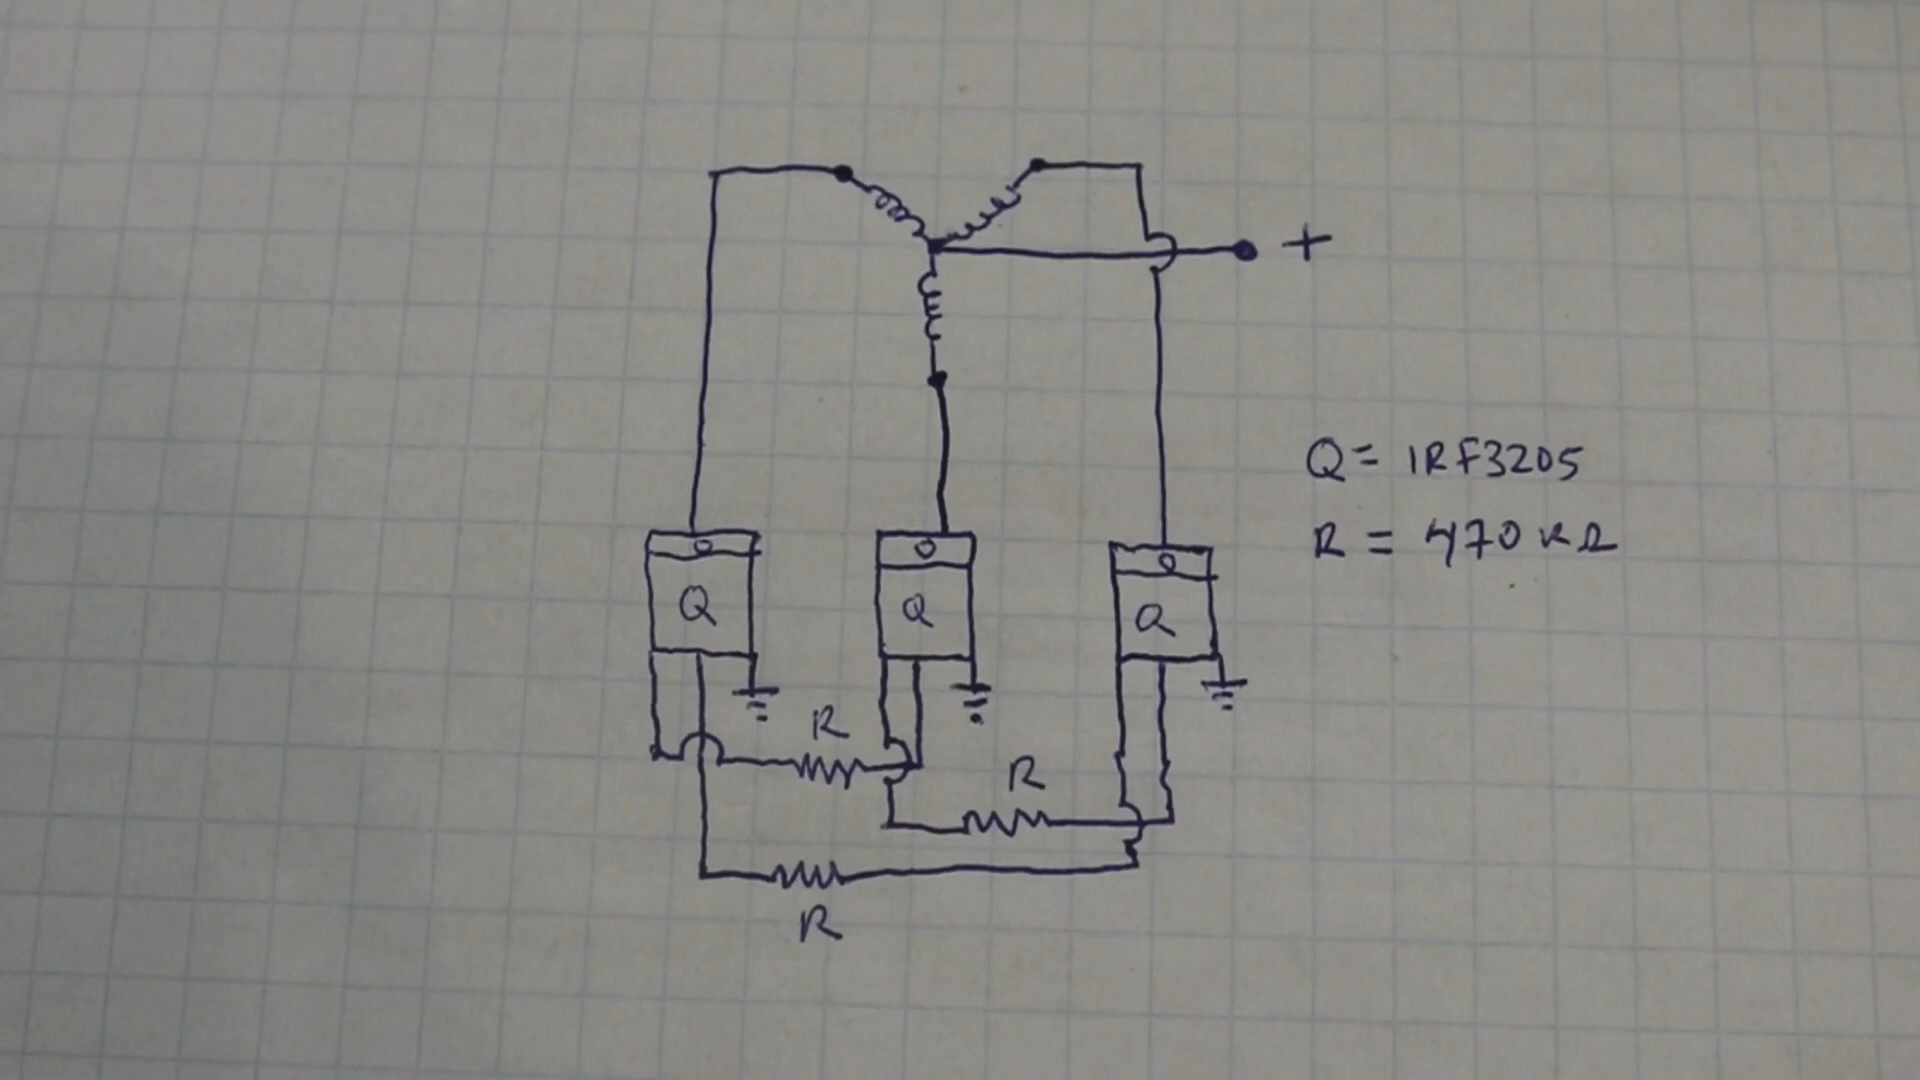 +
Q = IRF3205
R = 470 KΩ
Q Q Q
R
R
R